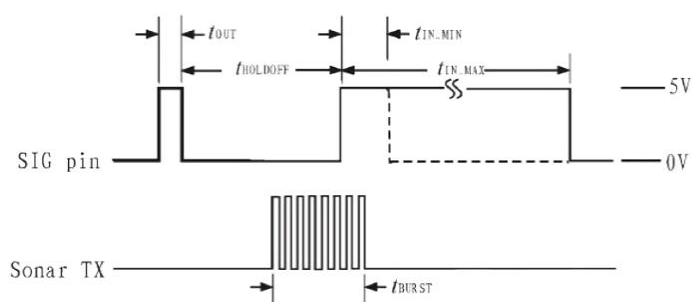 tOUT
tIN_MIN
tHOLDOFF
tIN_MAX
5V
SIG pin
0V
Sonar TX
tBURST